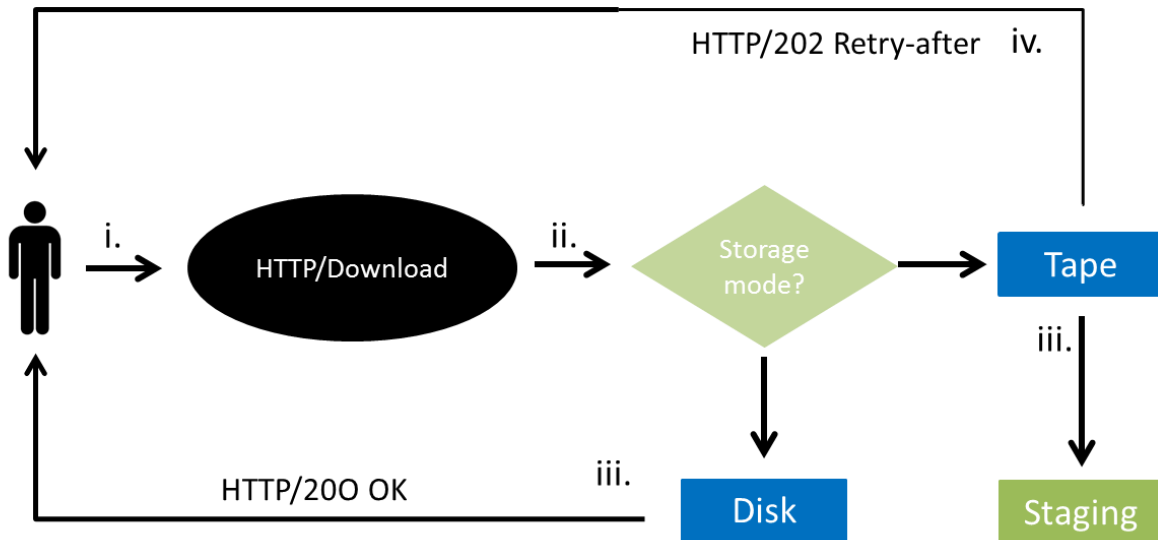 HTTP/202 Retry-after iv.
i.
HTTP/Download
ii.
Storage
mode?
Tape
iii.
HTTP/20O OK
iii.
Disk
Staging